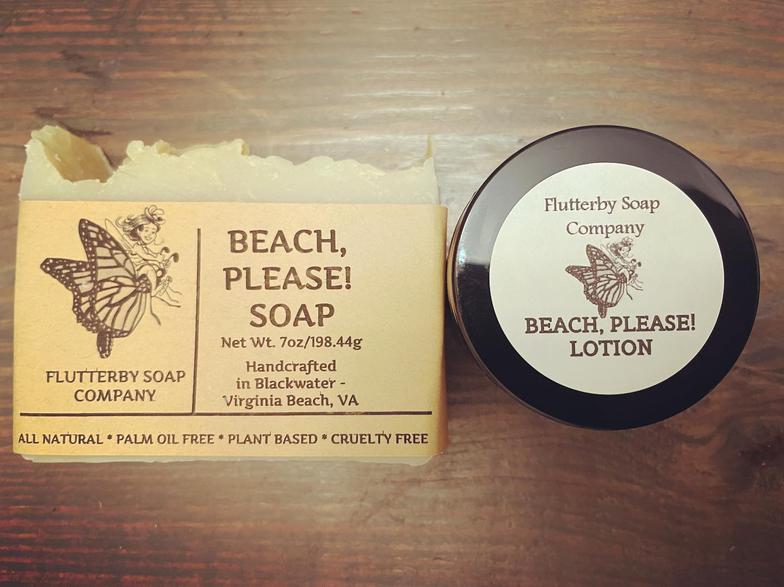 BEACH,
PLEASE!
SOAP
Net Wt. 7oz/198.44g
Handcrafted
in Blackwater -
Virginia Beach, VA
FLUTTERBY SOAP
COMPANY
ALL NATURAL * PALM OIL FREE * PLANT BASED * CRUELTY FREE
Flutterby Soap
Company
BEACH, PLEASE!
LOTION